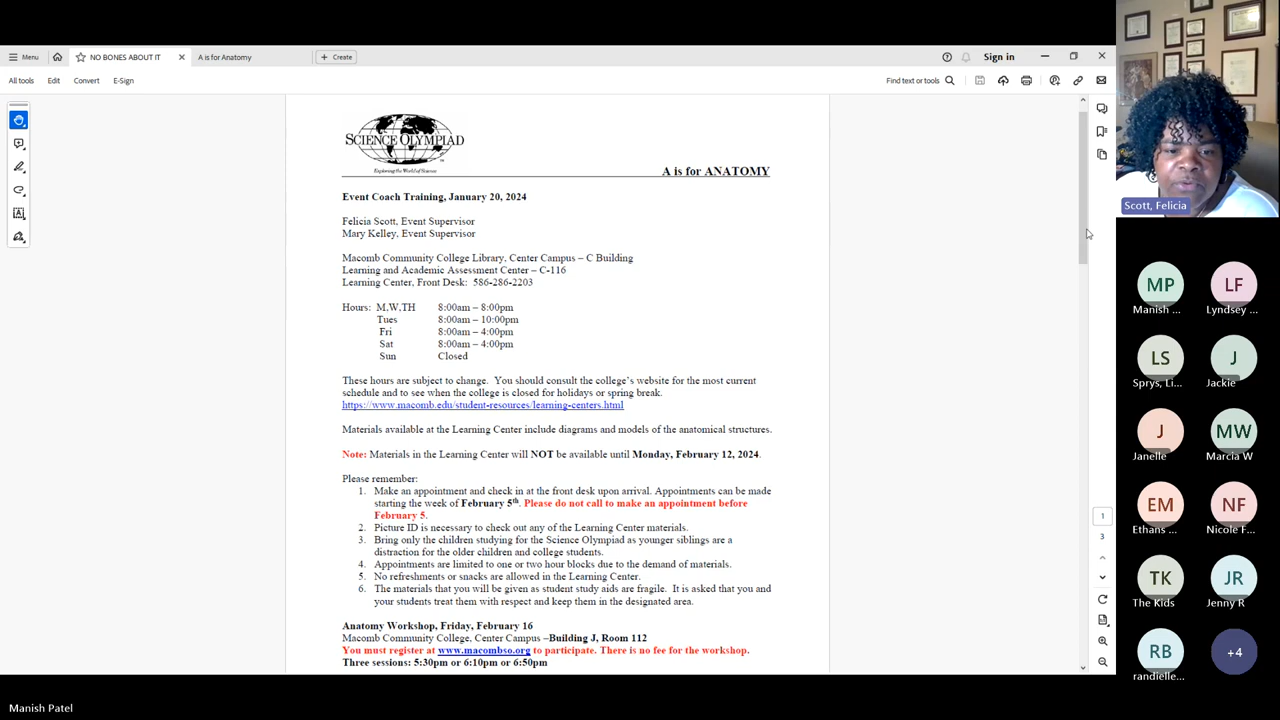 Menu
NO BONES ABOUT IT
A is for Anatomy
Create
Sign in
All tools
Edit
Convert
E-Sign
Find text or tools
SCIENCE OLYMPIAD
Exploring the World of Science
A is for ANATOMY
Event Coach Training, January 20, 2024
Felicia Scott, Event Supervisor
Mary Kelley, Event Supervisor
Macomb Community College Library, Center Campus – C Building
Learning and Academic Assessment Center – C-116
Learning Center, Front Desk: 586-286-2203
Hours: M,W,TH 8:00am – 8:00pm
Tues 8:00am – 10:00pm
Fri 8:00am – 4:00pm
Sat 8:00am – 4:00pm
Sun Closed
These hours are subject to change. You should consult the college's website for the most current
schedule and to see when the college is closed for holidays or spring break.
https://www.macomb.edu/student-resources/learning-centers.html
Materials available at the Learning Center include diagrams and models of the anatomical structures.
Note: Materials in the Learning Center will NOT be available until Monday, February 12, 2024.
Please remember:
1. Make an appointment and check in at the front desk upon arrival. Appointments can be made
starting the week of February 5th. Please do not call to make an appointment before
February 5.
2. Picture ID is necessary to check out any of the Learning Center materials.
3. Bring only the children studying for the Science Olympiad as younger siblings are a
distraction for the older children and college students.
4. Appointments are limited to one or two hour blocks due to the demand of materials.
5. No refreshments or snacks are allowed in the Learning Center.
6. The materials that you will be given as student study aids are fragile. It is asked that you and
your students treat them with respect and keep them in the designated area.
Anatomy Workshop, Friday, February 16
Macomb Community College, Center Campus –Building J, Room 112
You must register at www.macombso.org to participate. There is no fee for the workshop.
Three sessions: 5:30pm or 6:10pm or 6:50pm
1
3
Scott, Felicia
MP
Manish ...
LF
Lyndsey ...
LS
Sprys, Li...
J
Jackie
J
Janelle
MW
Marcia W
EM
Ethans ...
NF
Nicole F...
TK
The Kids
JR
Jenny R
RB
randielle...
+4
Manish Patel